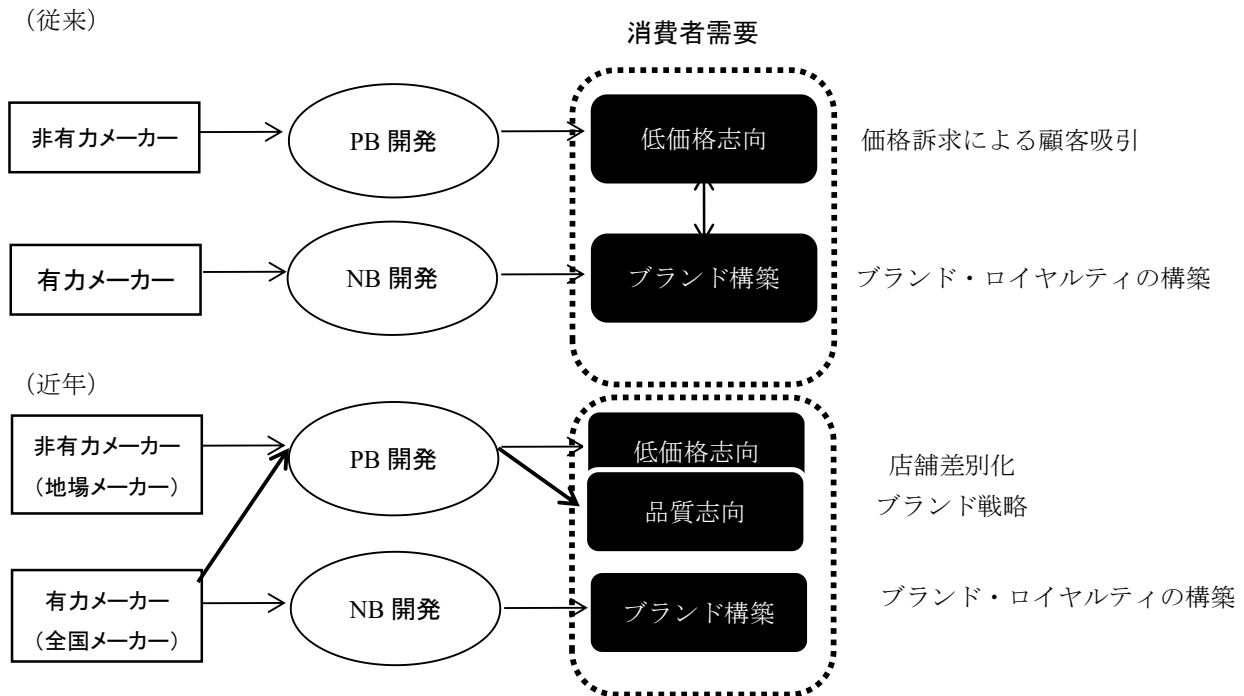 （従来）
消費者需要
非有力メーカー
PB 開発
低価格志向
価格訴求による顧客吸引
有力メーカー
NB 開発
ブランド構築
ブランド・ロイヤルティの構築
（近年）
非有力メーカー
（地場メーカー）
PB 開発
低価格志向
品質志向
店舗差別化
ブランド戦略
有力メーカー
（全国メーカー）
NB 開発
ブランド構築
ブランド・ロイヤルティの構築